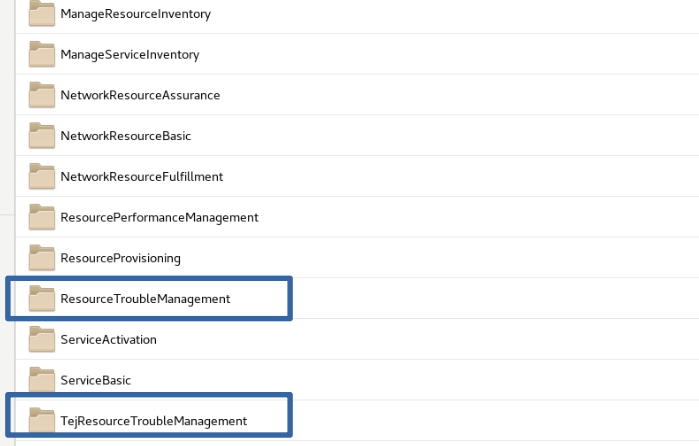 ManageResourceInventory
ManageServiceInventory
NetworkResourceAssurance
NetworkResourceBasic
NetworkResourceFulfillment
ResourcePerformanceManagement
ResourceProvisioning
ResourceTroubleManagement
ServiceActivation
ServiceBasic
TejResourceTroubleManagement